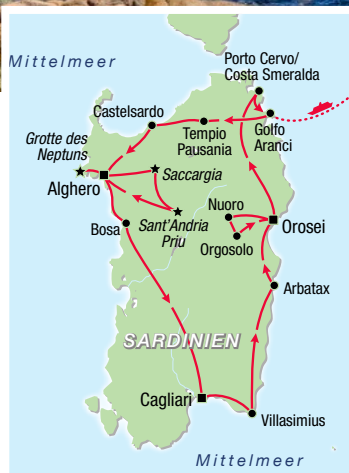 Mittelmeer
Porto Cervo/
Costa Smeralda
Castelsardo
Golfo
Aranci
Tempio
Pausania
Grotte des
Neptuns
Saccargia
Alghero
Nuoro
Bosa
Sant'Andria
Priu
Orosei
Orgosolo
Arbatax
SARDINIEN
Cagliari
Villasimius
Mittelmeer